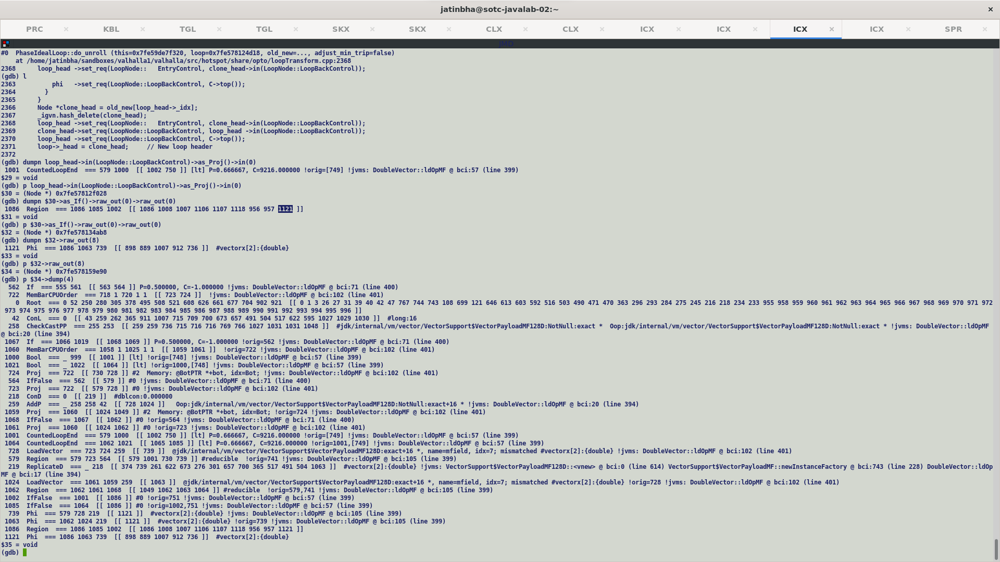 jatinbha@sotc-javalab-02:~
PRC KBL TGL TGL SKX SKX CLX CLX ICX ICX ICX ICX SPR
JMD
#0  PhaseIdealLoop::do_unroll (this=0x7fe59de7f320, loop=0x7fe578124d18, old_new=..., adjust_min_trip=false)
    at /home/jatinbha/sandboxes/valhalla1/valhalla/src/hotspot/share/opto/loopTransform.cpp:2368
2368      loop_head ->set_req(LoopNode::   EntryControl, clone_head->in(LoopNode::LoopBackControl));
(gdb) l
2363          phi   ->set_req(LoopNode::LoopBackControl, C->top());
2364        }
2365      }
2366      Node *clone_head = old_new[loop_head->_idx];
2367      _igvn.hash_delete(clone_head);
2368      loop_head ->set_req(LoopNode::   EntryControl, clone_head->in(LoopNode::LoopBackControl));
2369      clone_head->set_req(LoopNode::LoopBackControl, loop_head ->in(LoopNode::LoopBackControl));
2370      loop_head ->set_req(LoopNode::LoopBackControl, C->top());
2371      loop->_head = clone_head;     // New loop header
2372
(gdb) dumpn loop_head->in(LoopNode::LoopBackControl)->as_Proj()->in(0)
 1001  CountedLoopEnd  === 579 1000  [[ 1002 750 ]] [lt] P=0.666667, C=9216.000000 !orig=[749] !jvms: DoubleVector::ldOpMF @ bci:57 (line 399)
$29 = void
(gdb) p loop_head->in(LoopNode::LoopBackControl)->as_Proj()->in(0)
$30 = (Node *) 0x7fe57812f028
(gdb) dumpn $30->as_If()->raw_out(0)->raw_out(0)
 1086  Region  === 1086 1085 1002  [[ 1086 1008 1007 1106 1107 1118 956 957 1121 ]]
$31 = void
(gdb) p $30->as_If()->raw_out(0)->raw_out(0)
$32 = (Node *) 0x7fe578134ab8
(gdb) dumpn $32->raw_out(8)
 1121  Phi  === 1086 1063 739  [[ 898 889 1007 912 736 ]]  #vectorx[2]:{double}
$33 = void
(gdb) p $32->raw_out(8)
$34 = (Node *) 0x7fe578159e90
(gdb) p $34->dump(4)
  562  If  === 555 561  [[ 563 564 ]] P=0.500000, C=-1.000000 !jvms: DoubleVector::ldOpMF @ bci:71 (line 400)
  722  MemBarCPUOrder  === 718 1 720 1 1  [[ 723 724 ]]  !jvms: DoubleVector::ldOpMF @ bci:102 (line 401)
    0  Root  === 0 52 250 280 305 378 495 508 521 608 626 661 677 704 902 921  [[ 0 1 3 26 27 31 39 40 42 47 767 744 743 108 699 121 646 613 603 592 516 503 490 471 470 363 296 293 284 275 245 216 218 234 233 955 958 959 960 961 962 963 964 965 966 967 968 969 970 971 972
 973 974 975 976 977 978 979 980 981 982 983 984 985 986 987 988 989 990 991 992 993 994 995 996 ]]
   42  ConL  === 0  [[ 43 259 262 365 911 1007 715 709 700 673 657 491 504 517 622 595 1027 1029 1030 ]]  #long:16
  258  CheckCastPP  === 255 253  [[ 259 259 736 715 716 716 769 766 1027 1031 1031 1048 ]]  #jdk/internal/vm/vector/VectorSupport$VectorPayloadMF128D:NotNull:exact *  Oop:jdk/internal/vm/vector/VectorSupport$VectorPayloadMF128D:NotNull:exact * !jvms: DoubleVector::ldOpMF
@ bci:20 (line 394)
 1067  If  === 1066 1019  [[ 1068 1069 ]] P=0.500000, C=-1.000000 !orig=562 !jvms: DoubleVector::ldOpMF @ bci:71 (line 400)
 1060  MemBarCPUOrder  === 1058 1 1025 1 1  [[ 1059 1061 ]]  !orig=722 !jvms: DoubleVector::ldOpMF @ bci:102 (line 401)
 1000  Bool  === _ 999  [[ 1001 ]] [lt] !orig=[748] !jvms: DoubleVector::ldOpMF @ bci:57 (line 399)
 1021  Bool  === _ 1022  [[ 1064 ]] [lt] !orig=1000,[748] !jvms: DoubleVector::ldOpMF @ bci:57 (line 399)
  724  Proj  === 722  [[ 730 728 ]] #2  Memory: @BotPTR *+bot, idx=Bot; !jvms: DoubleVector::ldOpMF @ bci:102 (line 401)
  564  IfFalse  === 562  [[ 579 ]] #0 !jvms: DoubleVector::ldOpMF @ bci:71 (line 400)
  723  Proj  === 722  [[ 579 728 ]] #0 !jvms: DoubleVector::ldOpMF @ bci:102 (line 401)
  218  ConD  === 0  [[ 219 ]]  #dblcon:0.000000
  259  AddP  === _ 258 258 42  [[ 728 1024 ]]   Oop:jdk/internal/vm/vector/VectorSupport$VectorPayloadMF128D:NotNull:exact+16 * !jvms: DoubleVector::ldOpMF @ bci:20 (line 394)
 1059  Proj  === 1060  [[ 1024 1049 ]] #2  Memory: @BotPTR *+bot, idx=Bot; !orig=724 !jvms: DoubleVector::ldOpMF @ bci:102 (line 401)
 1068  IfFalse  === 1067  [[ 1062 ]] #0 !orig=564 !jvms: DoubleVector::ldOpMF @ bci:71 (line 400)
 1061  Proj  === 1060  [[ 1024 1062 ]] #0 !orig=723 !jvms: DoubleVector::ldOpMF @ bci:102 (line 401)
 1001  CountedLoopEnd  === 579 1000  [[ 1002 750 ]] [lt] P=0.666667, C=9216.000000 !orig=[749] !jvms: DoubleVector::ldOpMF @ bci:57 (line 399)
 1064  CountedLoopEnd  === 1062 1021  [[ 1065 1085 ]] [lt] P=0.666667, C=9216.000000 !orig=1001,[749] !jvms: DoubleVector::ldOpMF @ bci:57 (line 399)
  728  LoadVector  === 723 724 259  [[ 739 ]]  @jdk/internal/vm/vector/VectorSupport$VectorPayloadMF128D:exact+16 *, name=mfield, idx=7; mismatched #vectorx[2]:{double} !jvms: DoubleVector::ldOpMF @ bci:102 (line 401)
  579  Region  === 579 723 564  [[ 579 1001 730 739 ]] #reducible  !orig=741 !jvms: DoubleVector::ldOpMF @ bci:105 (line 399)
  219  ReplicateD  === _ 218  [[ 374 739 261 622 673 276 301 657 700 365 517 491 504 1063 ]]  #vectorx[2]:{double} !jvms: VectorSupport$VectorPayloadMF128D::<vnew> @ bci:0 (line 614) VectorSupport$VectorPayloadMF::newInstanceFactory @ bci:743 (line 228) DoubleVector::ldOp
MF @ bci:17 (line 394)
 1024  LoadVector  === 1061 1059 259  [[ 1063 ]]  @jdk/internal/vm/vector/VectorSupport$VectorPayloadMF128D:exact+16 *, name=mfield, idx=7; mismatched #vectorx[2]:{double} !orig=728 !jvms: DoubleVector::ldOpMF @ bci:102 (line 401)
 1062  Region  === 1062 1061 1068  [[ 1049 1062 1063 1064 ]] #reducible  !orig=579,741 !jvms: DoubleVector::ldOpMF @ bci:105 (line 399)
 1002  IfFalse  === 1001  [[ 1086 ]] #0 !orig=751 !jvms: DoubleVector::ldOpMF @ bci:57 (line 399)
 1085  IfFalse  === 1064  [[ 1086 ]] #0 !orig=1002,751 !jvms: DoubleVector::ldOpMF @ bci:57 (line 399)
  739  Phi  === 579 728 219  [[ 1121 ]]  #vectorx[2]:{double} !jvms: DoubleVector::ldOpMF @ bci:105 (line 399)
 1063  Phi  === 1062 1024 219  [[ 1121 ]]  #vectorx[2]:{double} !orig=739 !jvms: DoubleVector::ldOpMF @ bci:105 (line 399)
 1086  Region  === 1086 1085 1002  [[ 1086 1008 1007 1106 1107 1118 956 957 1121 ]]
 1121  Phi  === 1086 1063 739  [[ 898 889 1007 912 736 ]]  #vectorx[2]:{double}
$35 = void
(gdb)